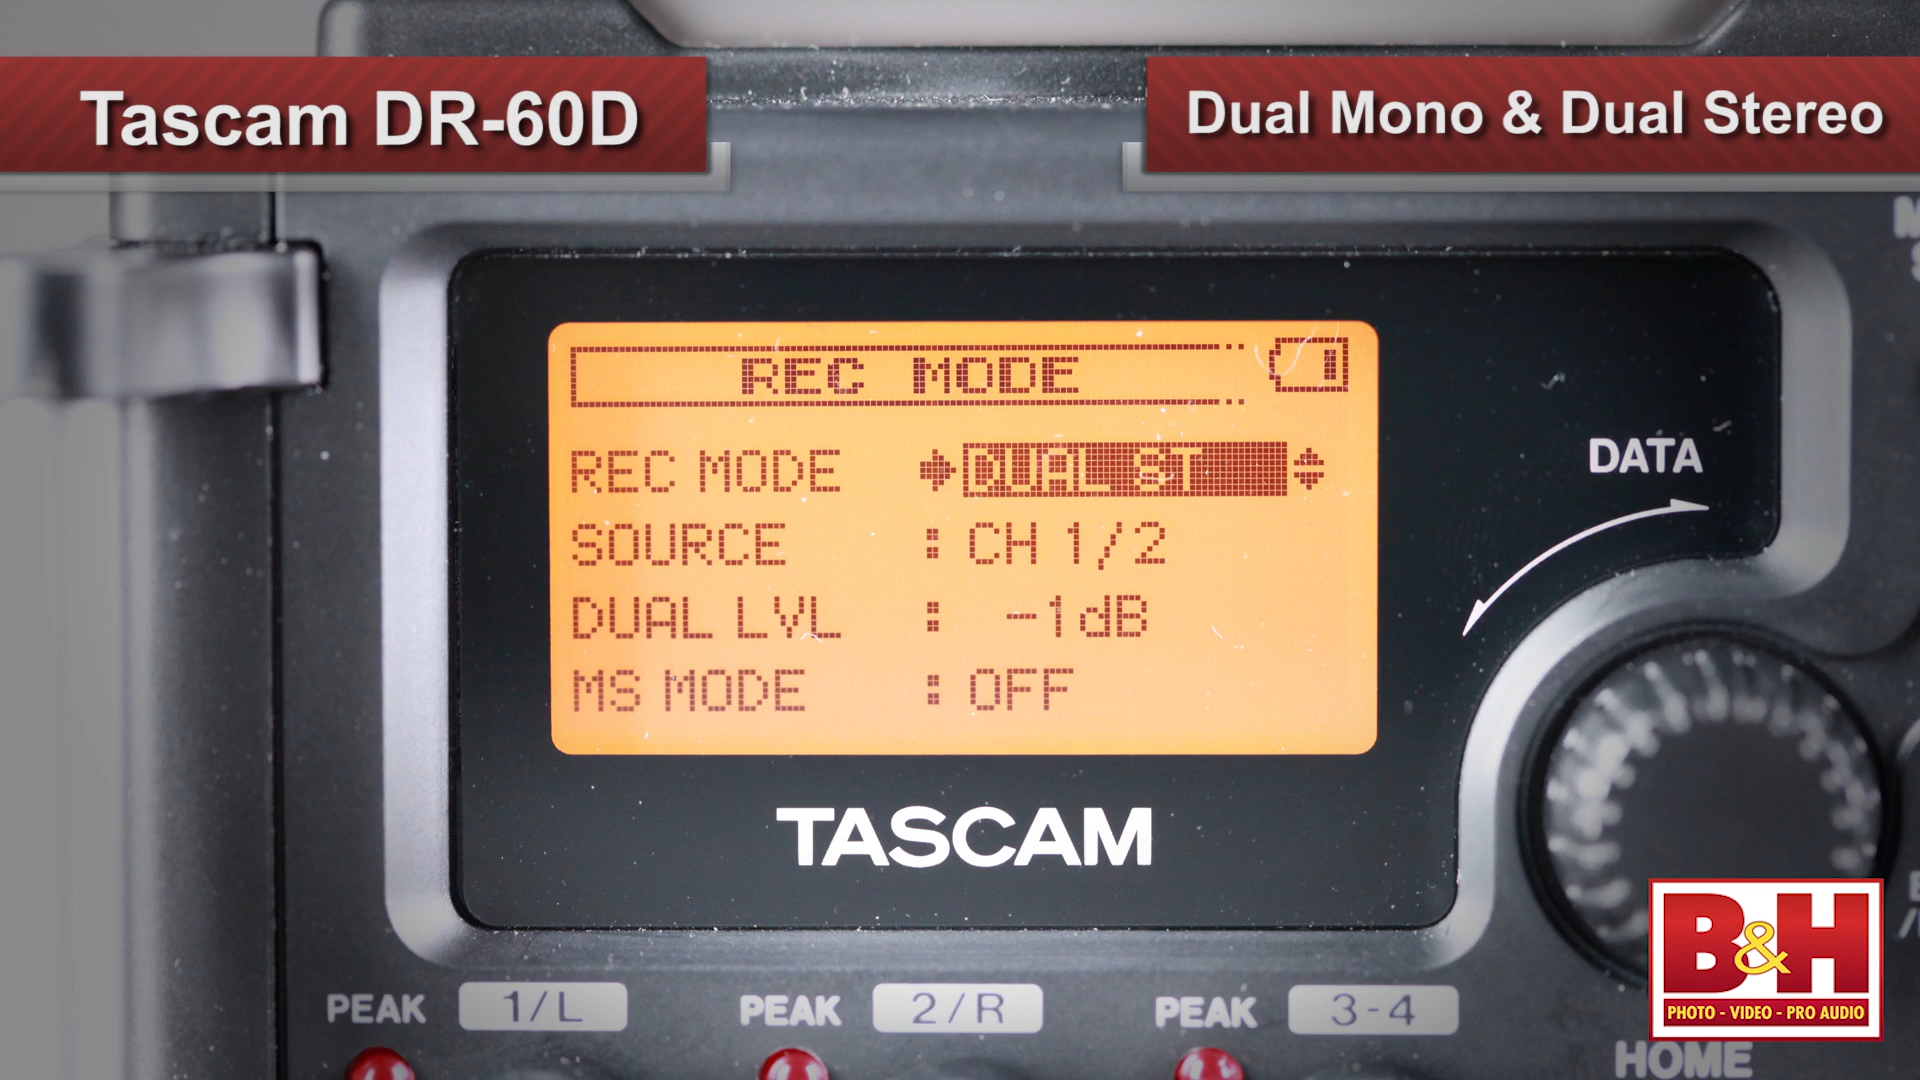 Tascam DR-60D
Dual Mono & Dual Stereo
REC MODE
REC MODE DUAL ST
SOURCE : CH 1/2
DUAL LVL : -1dB
MS MODE : OFF
DATA
TASCAM
PEAK 1/L PEAK 2/R PEAK 3-4
B&H
PHOTO - VIDEO - PRO AUDIO
HOME